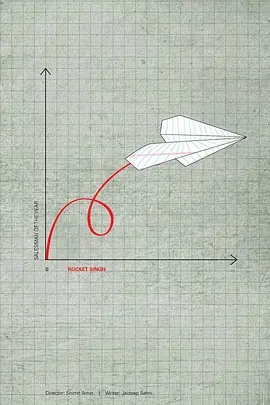 SALESMAN OF THE YEAR
0
ROCKET SINGH
Director: Shimit Amin | Writer: Jaideep Sahni